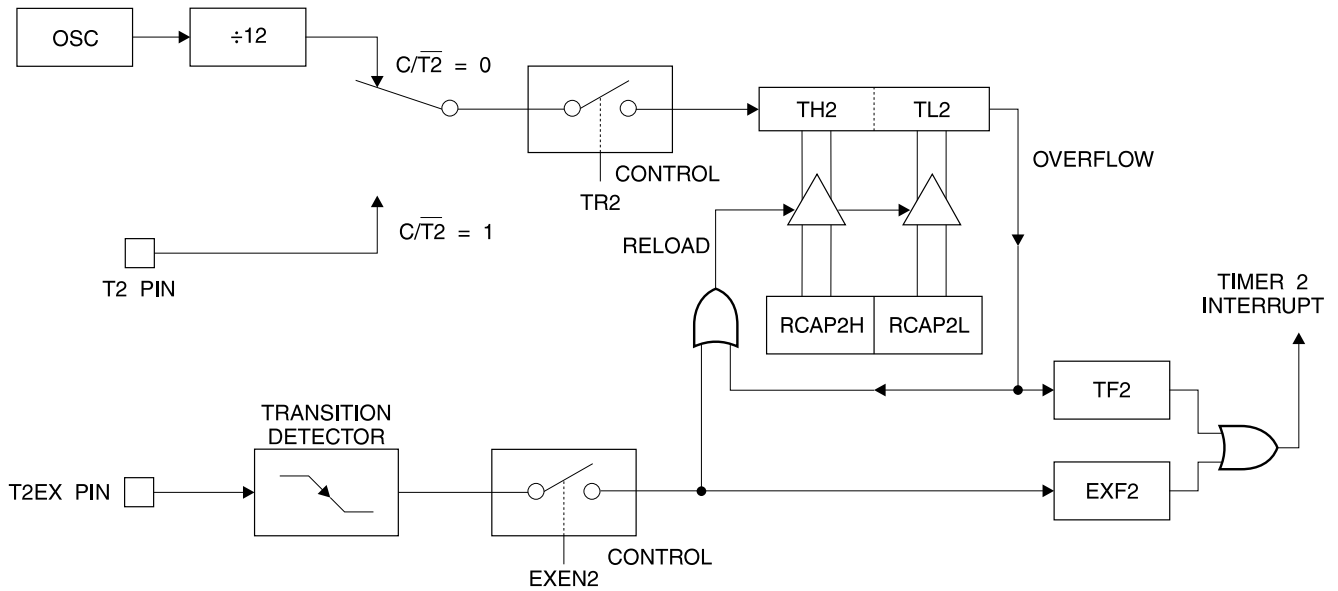 OSC
÷12
C/T2̅ = 0
TH2
TL2
OVERFLOW
CONTROL
TR2
C/T2̅ = 1
RELOAD
T2 PIN
RCAP2H
RCAP2L
TIMER 2
INTERRUPT
TF2
TRANSITION
DETECTOR
T2EX PIN
EXF2
CONTROL
EXEN2